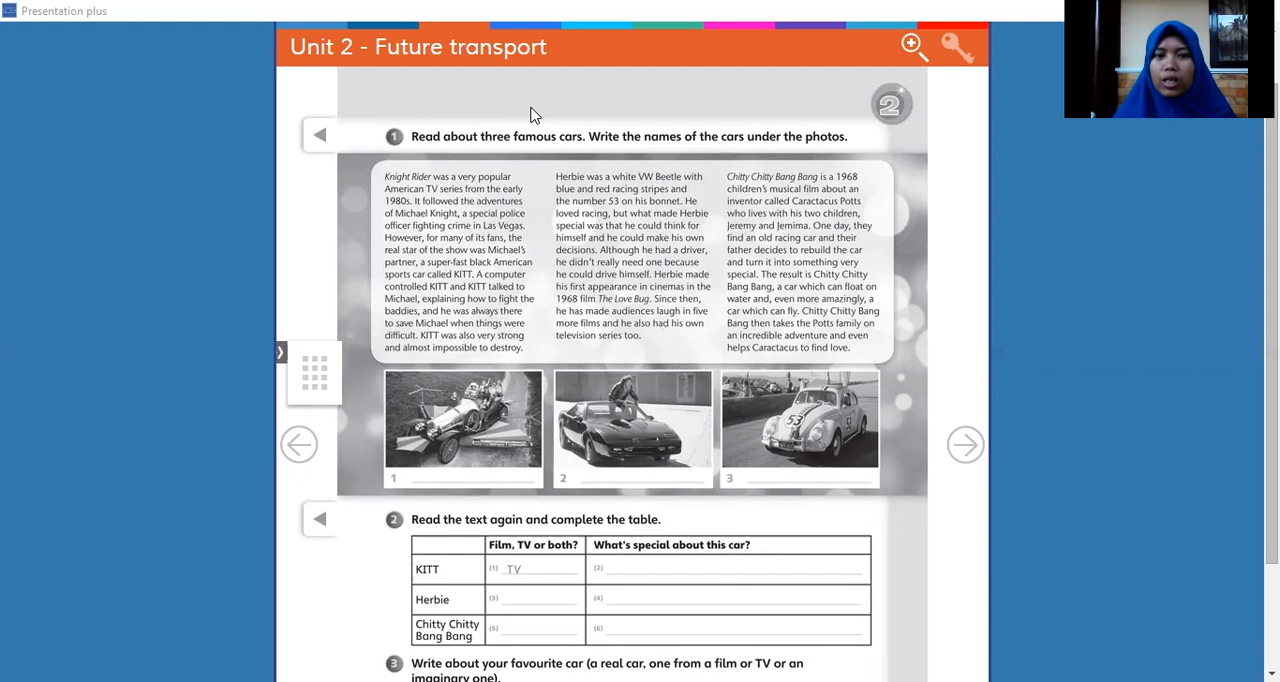 Presentation plus
Unit 2 - Future transport
2
1 Read about three famous cars. Write the names of the cars under the photos.
Knight Rider was a very popular
American TV series from the early
1980s. It followed the adventures
of Michael Knight, a special police
officer fighting crime in Las Vegas.
However, for many of its fans, the
real star of the show was Michael's
partner, a super-fast black American
sports car called KITT. A computer
controlled KITT and KITT talked to
Michael, explaining how to fight the
baddies, and he was always there
to save Michael when things were
difficult. KITT was also very strong
and almost impossible to destroy.
Herbie was a white VW Beetle with
blue and red racing stripes and
the number 53 on his bonnet. He
loved racing, but what made Herbie
special was that he could think for
himself and he could make his own
decisions. Although he had a driver,
he didn't really need one because
he could drive himself. Herbie made
his first appearance in cinemas in the
1968 film The Love Bug. Since then,
he has made audiences laugh in five
more films and he also had his own
television series too.
Chitty Chitty Bang Bang is a 1968
children's musical film about an
inventor called Caractacus Potts
who lives with his two children,
Jeremy and Jemima. One day, they
find an old racing car and their
father decides to rebuild the car
and turn it into something very
special. The result is Chitty Chitty
Bang Bang, a car which can float on
water and, even more amazingly, a
car which can fly. Chitty Chitty Bang
Bang then takes the Potts family on
an incredible adventure and even
helps Caractacus to find love.
53
53
1
2
3
2 Read the text again and complete the table.
Film, TV or both? What's special about this car?
KITT (1) TV (2)
Herbie (3) (4)
Chitty Chitty
Bang Bang (5) (6)
3 Write about your favourite car (a real car, one from a film or TV or an
imaginary one).